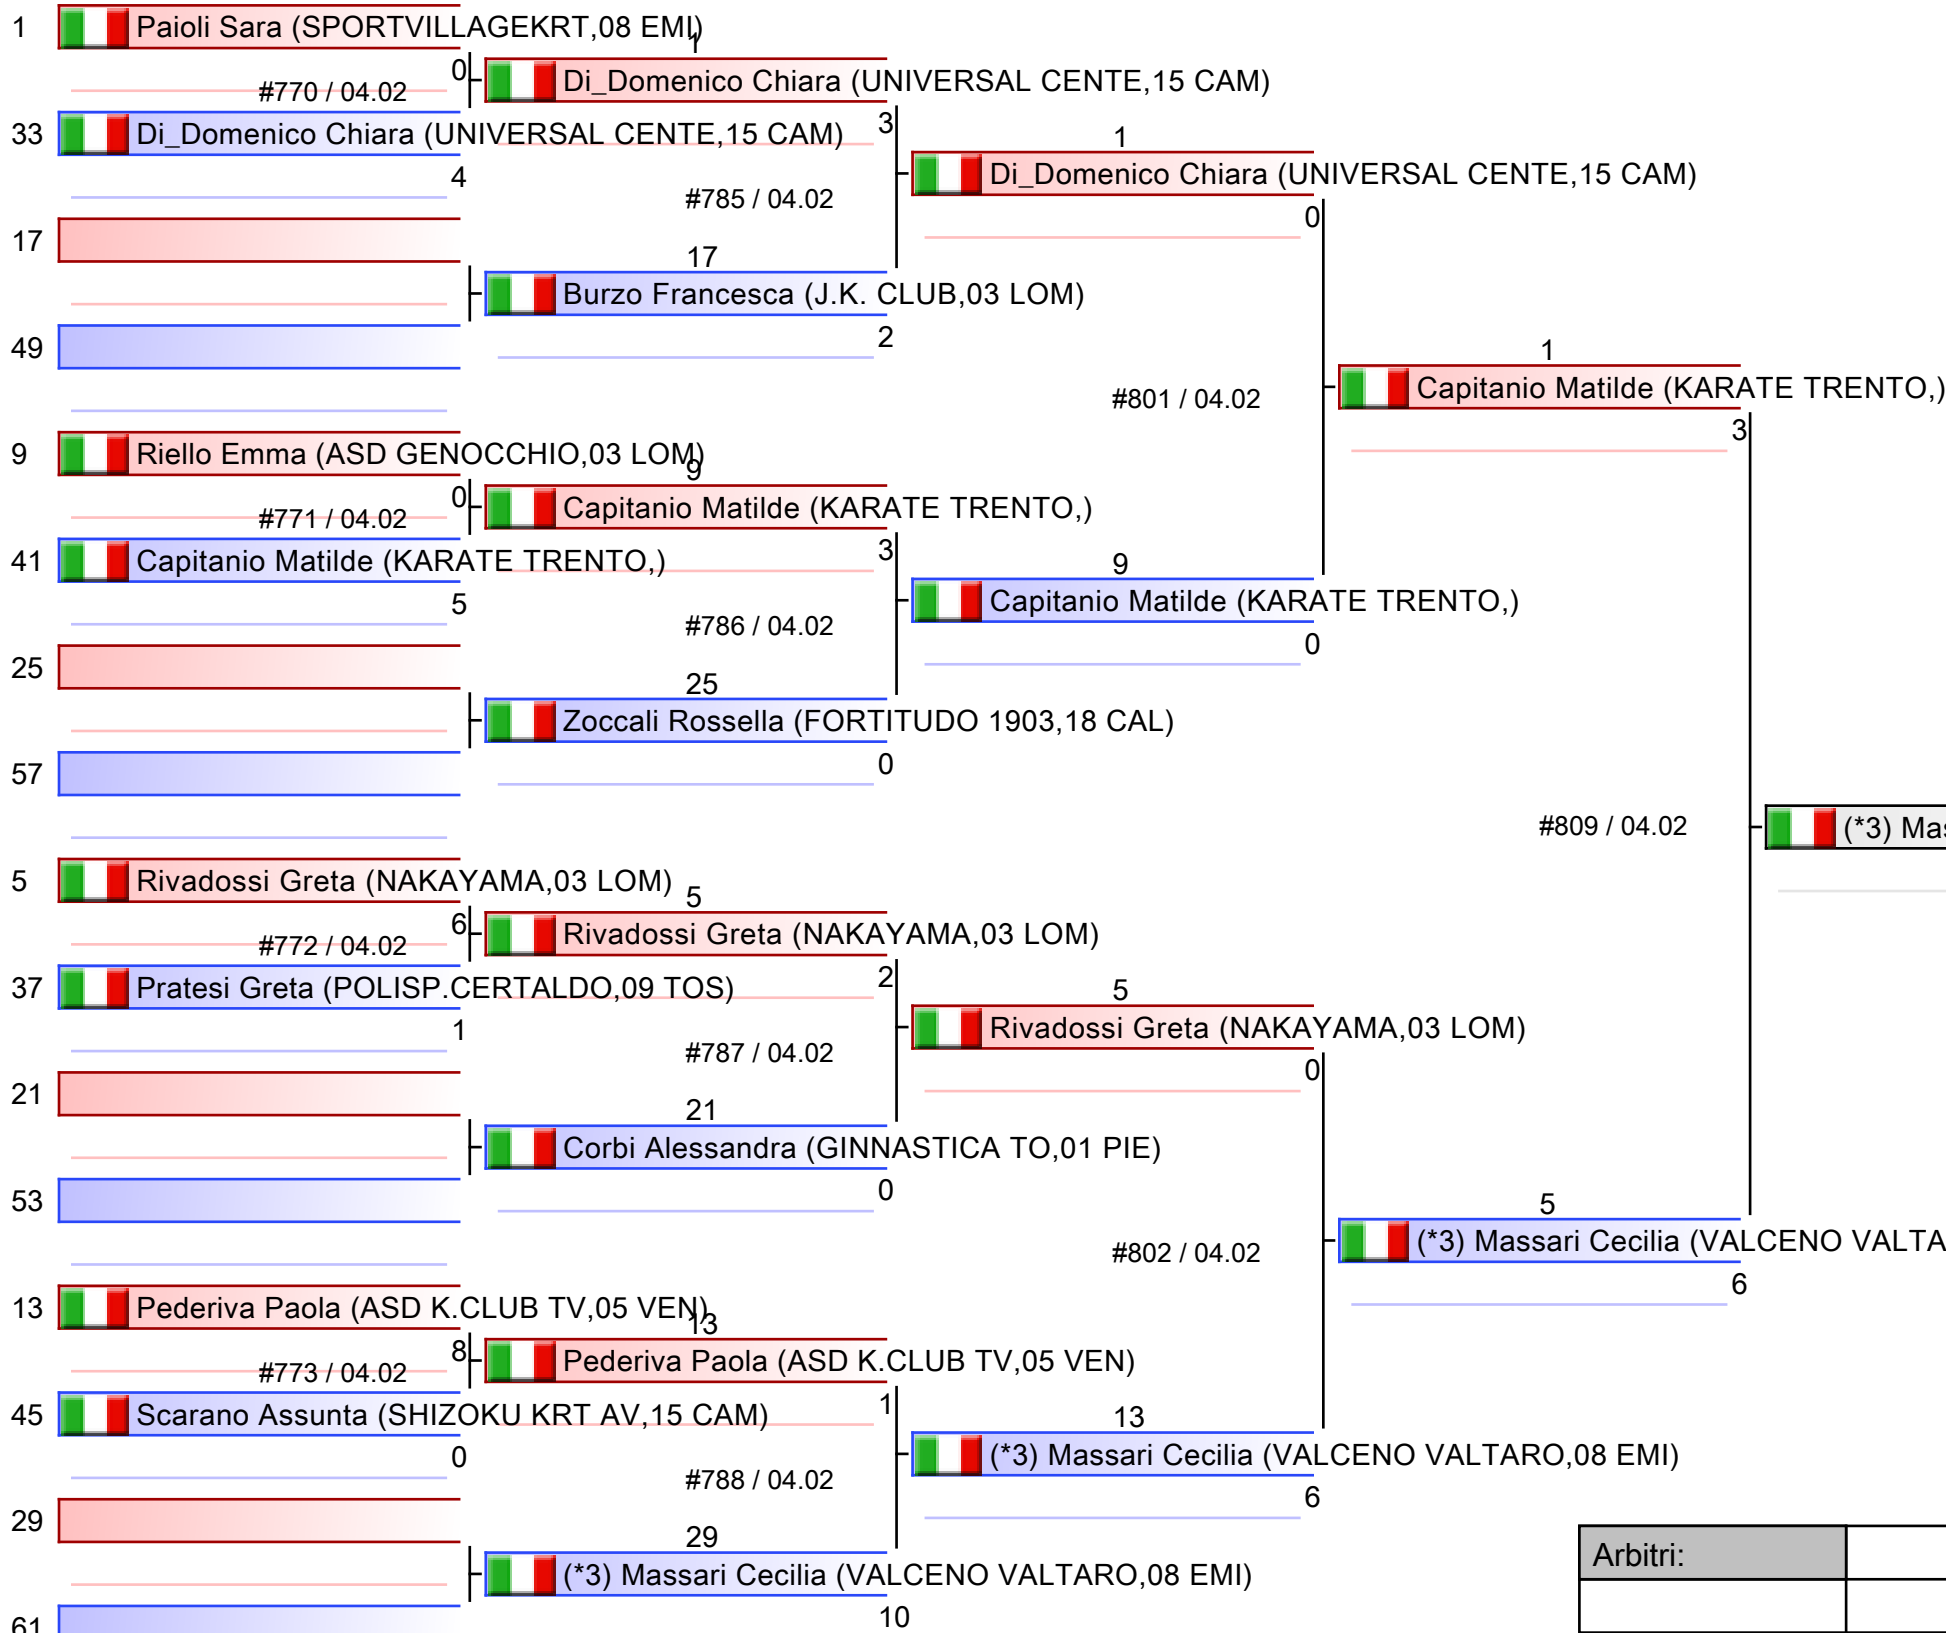 1 Paioli Sara (SPORTVILLAGEKRT,08 EMI)
1
0 Di_Domenico Chiara (UNIVERSAL CENTE,15 CAM)
#770 / 04.02
33 Di_Domenico Chiara (UNIVERSAL CENTE,15 CAM) 3
1
4 Di_Domenico Chiara (UNIVERSAL CENTE,15 CAM)
#785 / 04.02
0
17
17
Burzo Francesca (J.K. CLUB,03 LOM)
2
49
1
#801 / 04.02 Capitanio Matilde (KARATE TRENTO,)
3
9 Riello Emma (ASD GENOCCHIO,03 LOM)
9
0 Capitanio Matilde (KARATE TRENTO,)
#771 / 04.02
3
41 Capitanio Matilde (KARATE TRENTO,)
9
5 Capitanio Matilde (KARATE TRENTO,)
#786 / 04.02
0
25
25
Zoccali Rossella (FORTITUDO 1903,18 CAL)
0
57
#809 / 04.02 (*3) Mas
5 Rivadossi Greta (NAKAYAMA,03 LOM)
5
6 Rivadossi Greta (NAKAYAMA,03 LOM)
#772 / 04.02
2
37 Pratesi Greta (POLISP.CERTALDO,09 TOS)
5
1 Rivadossi Greta (NAKAYAMA,03 LOM)
#787 / 04.02
0
21
21
Corbi Alessandra (GINNASTICA TO,01 PIE)
0
53
5
#802 / 04.02 (*3) Massari Cecilia (VALCENO VALTA
6
13 Pederiva Paola (ASD K.CLUB TV,05 VEN)
13
8 Pederiva Paola (ASD K.CLUB TV,05 VEN)
#773 / 04.02
1
45 Scarano Assunta (SHIZOKU KRT AV,15 CAM)
13
0 (*3) Massari Cecilia (VALCENO VALTARO,08 EMI)
#788 / 04.02
6
29
29
(*3) Massari Cecilia (VALCENO VALTARO,08 EMI)
10
61
Arbitri: